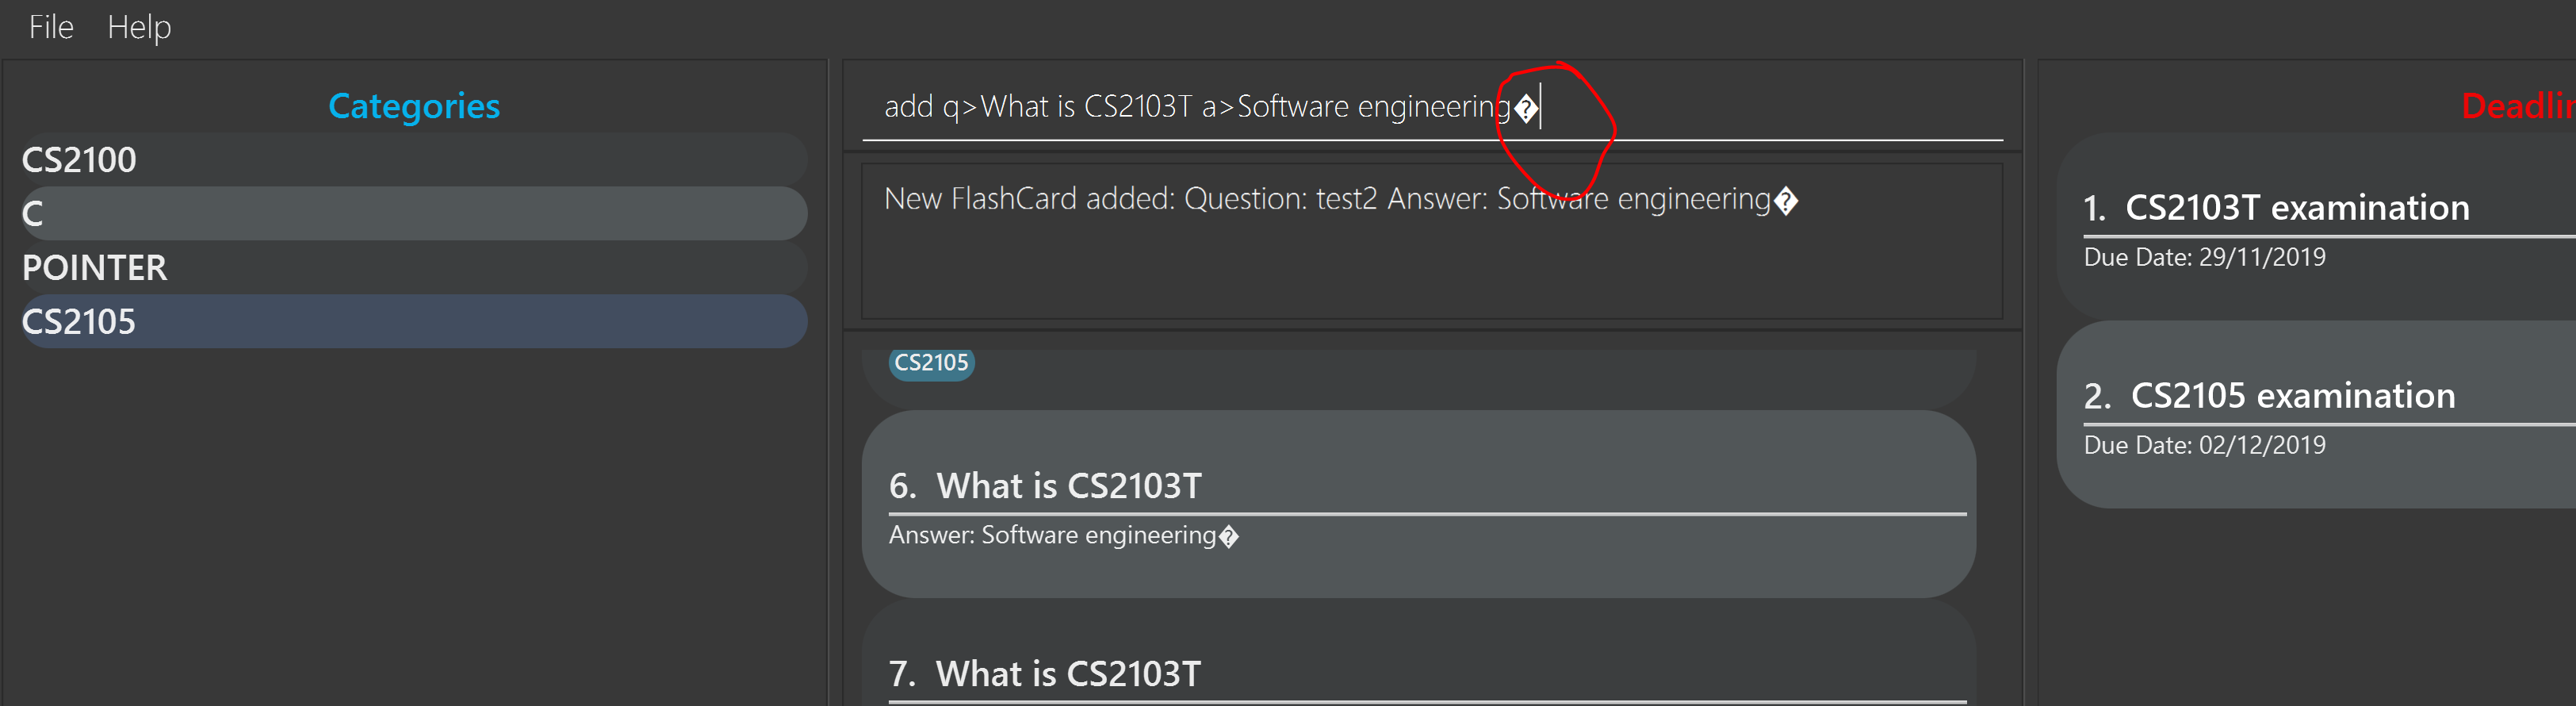 File Help
Categories
CS2100
C
POINTER
CS2105
add q>What is CS2103T a>Software engineering�
New FlashCard added: Question: test2 Answer: Software engineering�
CS2105
6. What is CS2103T
Answer: Software engineering�
7. What is CS2103T
Deadlin
1. CS2103T examination
Due Date: 29/11/2019
2. CS2105 examination
Due Date: 02/12/2019